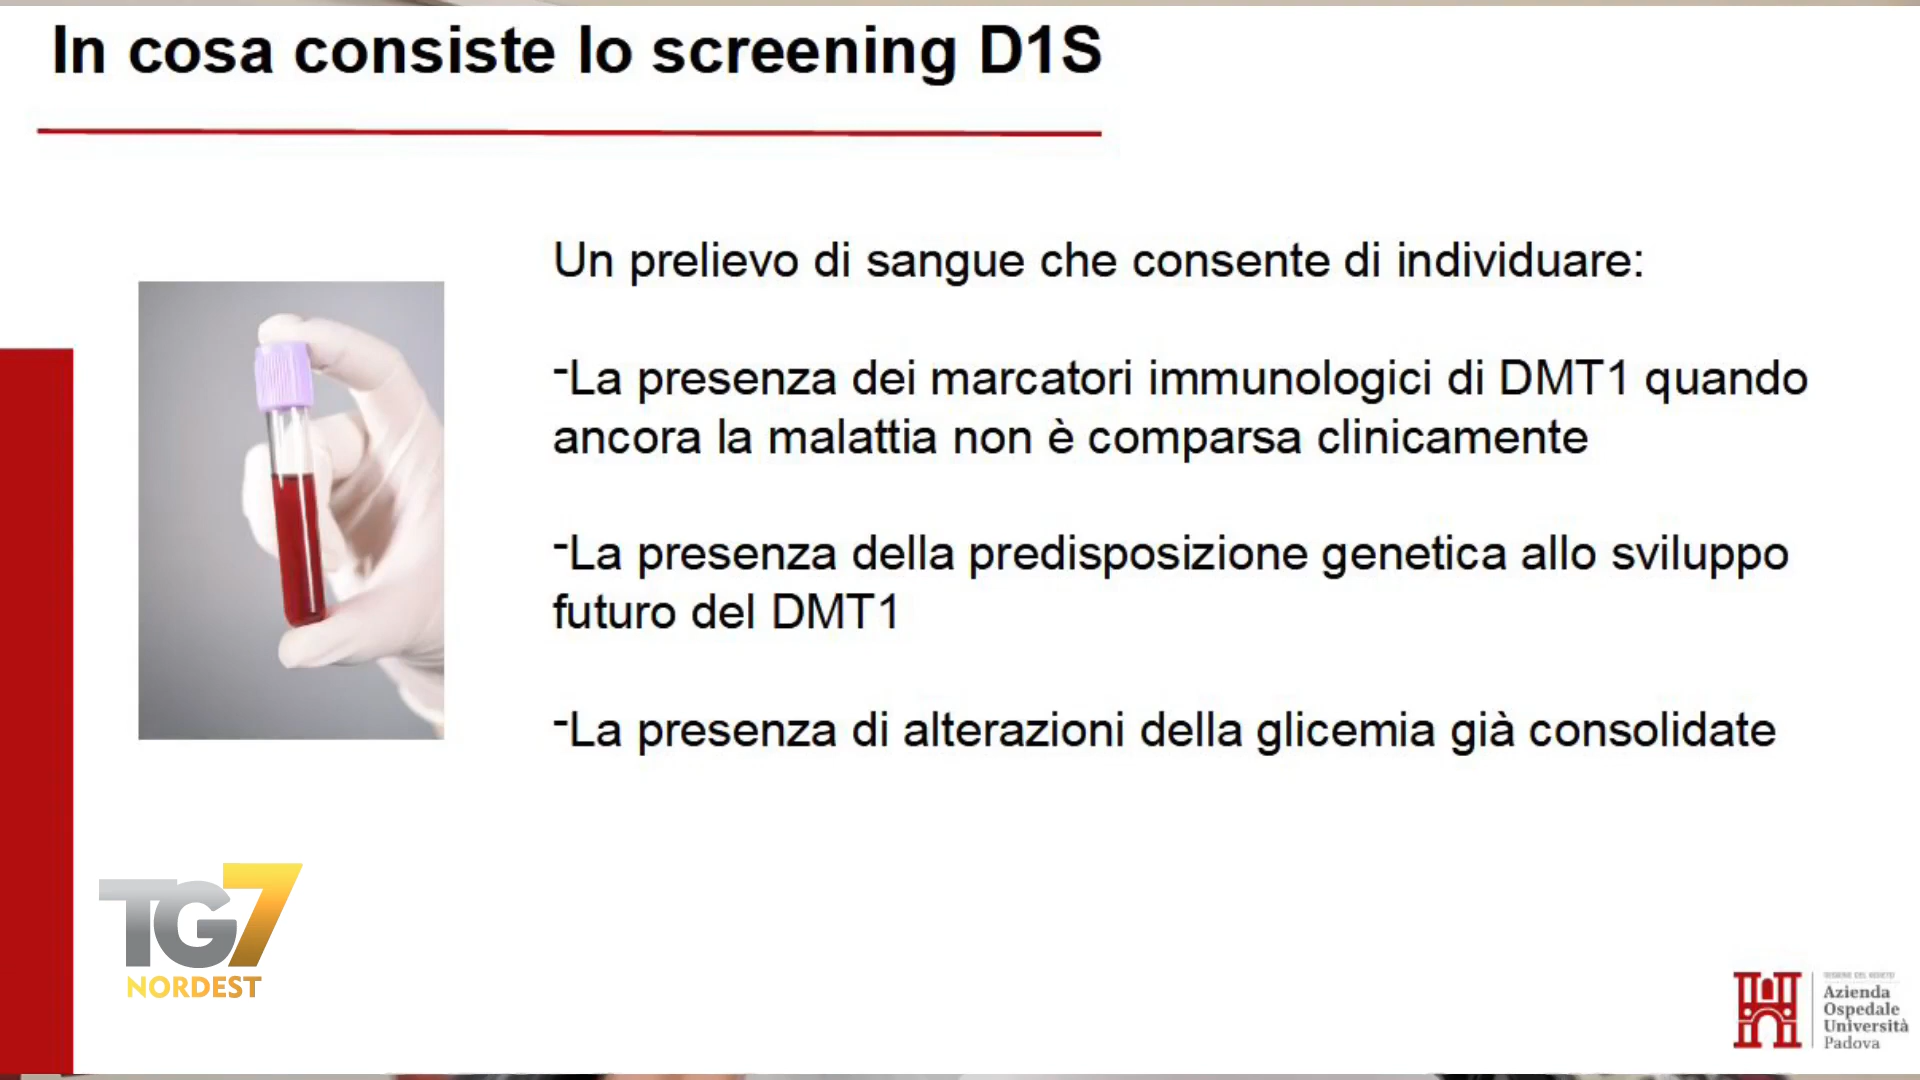 In cosa consiste lo screening D1S
Un prelievo di sangue che consente di individuare:
-La presenza dei marcatori immunologici di DMT1 quando
ancora la malattia non è comparsa clinicamente
-La presenza della predisposizione genetica allo sviluppo
futuro del DMT1
-La presenza di alterazioni della glicemia già consolidate
TG7
NORDEST
Azienda
Ospedale
Università
Padova